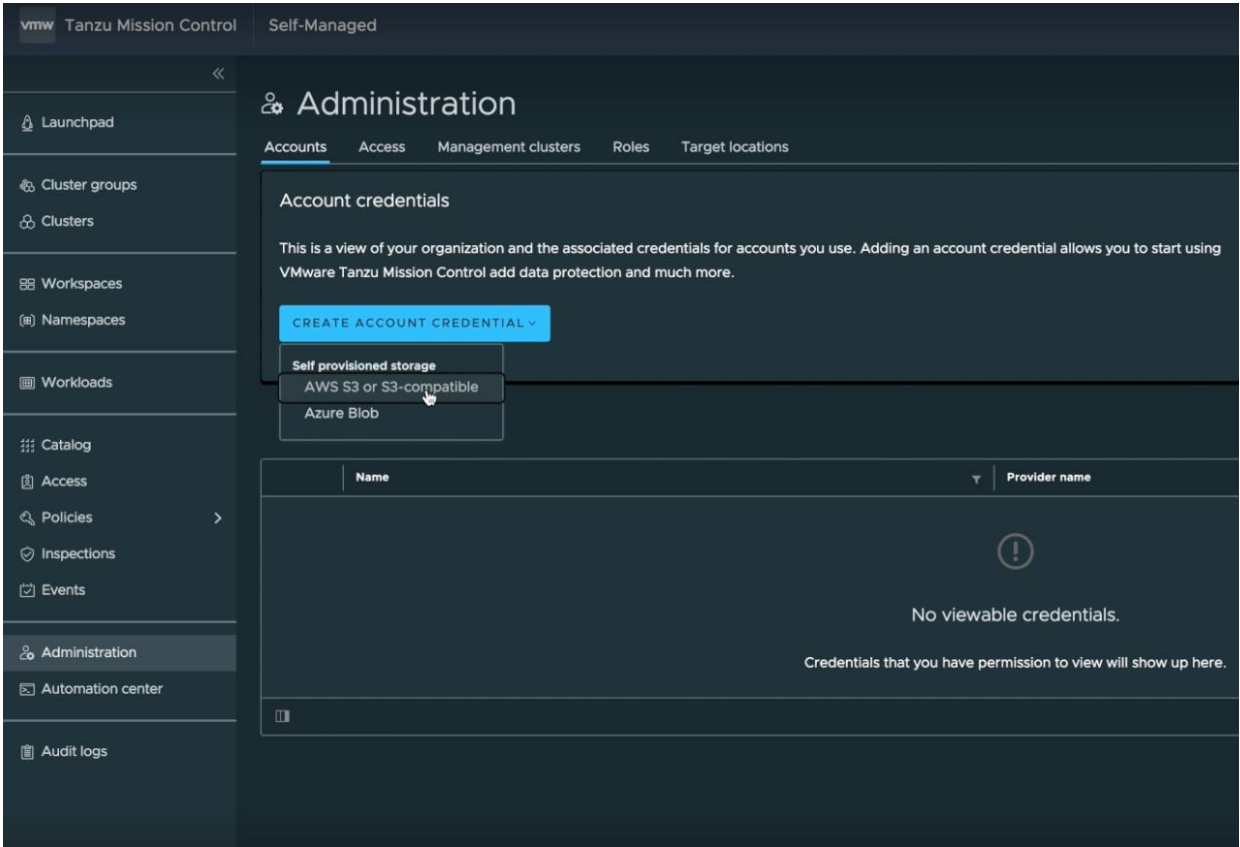 vmw Tanzu Mission Control Self-Managed
Launchpad
Cluster groups
Clusters
Workspaces
Namespaces
Workloads
Catalog
Access
Policies
Inspections
Events
Administration
Automation center
Audit logs
Administration
Accounts Access Management clusters Roles Target locations
Account credentials
This is a view of your organization and the associated credentials for accounts you use. Adding an account credential allows you to start using
VMware Tanzu Mission Control add data protection and much more.
CREATE ACCOUNT CREDENTIAL
Self provisioned storage
AWS S3 or S3-compatible
Azure Blob
Name Provider name
No viewable credentials.
Credentials that you have permission to view will show up here.